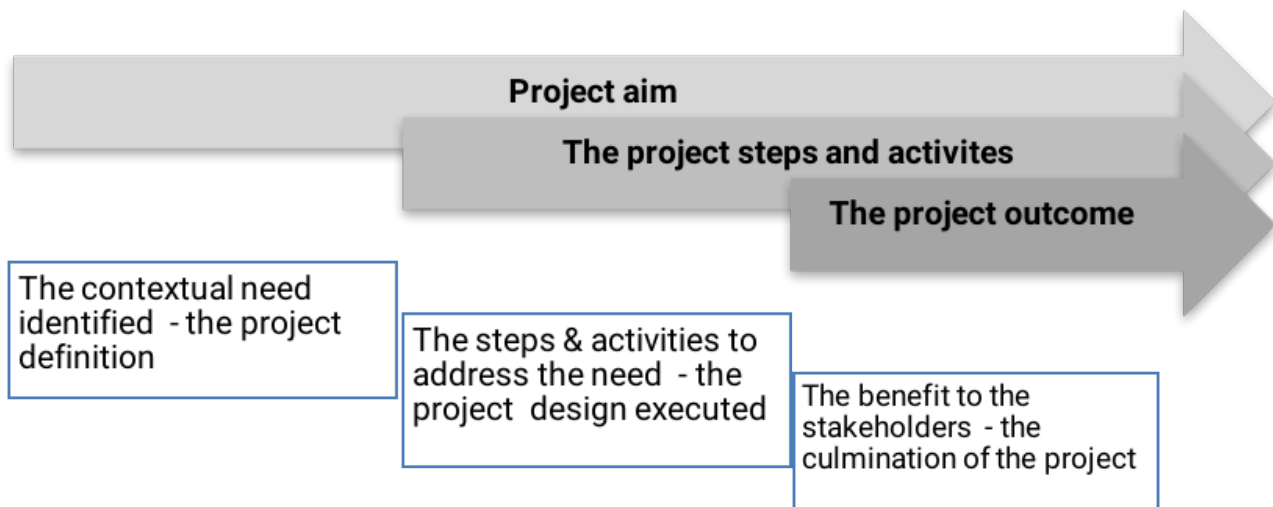 Project aim
The project steps and activites
The project outcome
The contextual need
identified - the project
definition
The steps & activities to
address the need - the
project design executed
The benefit to the
stakeholders - the
culmination of the project